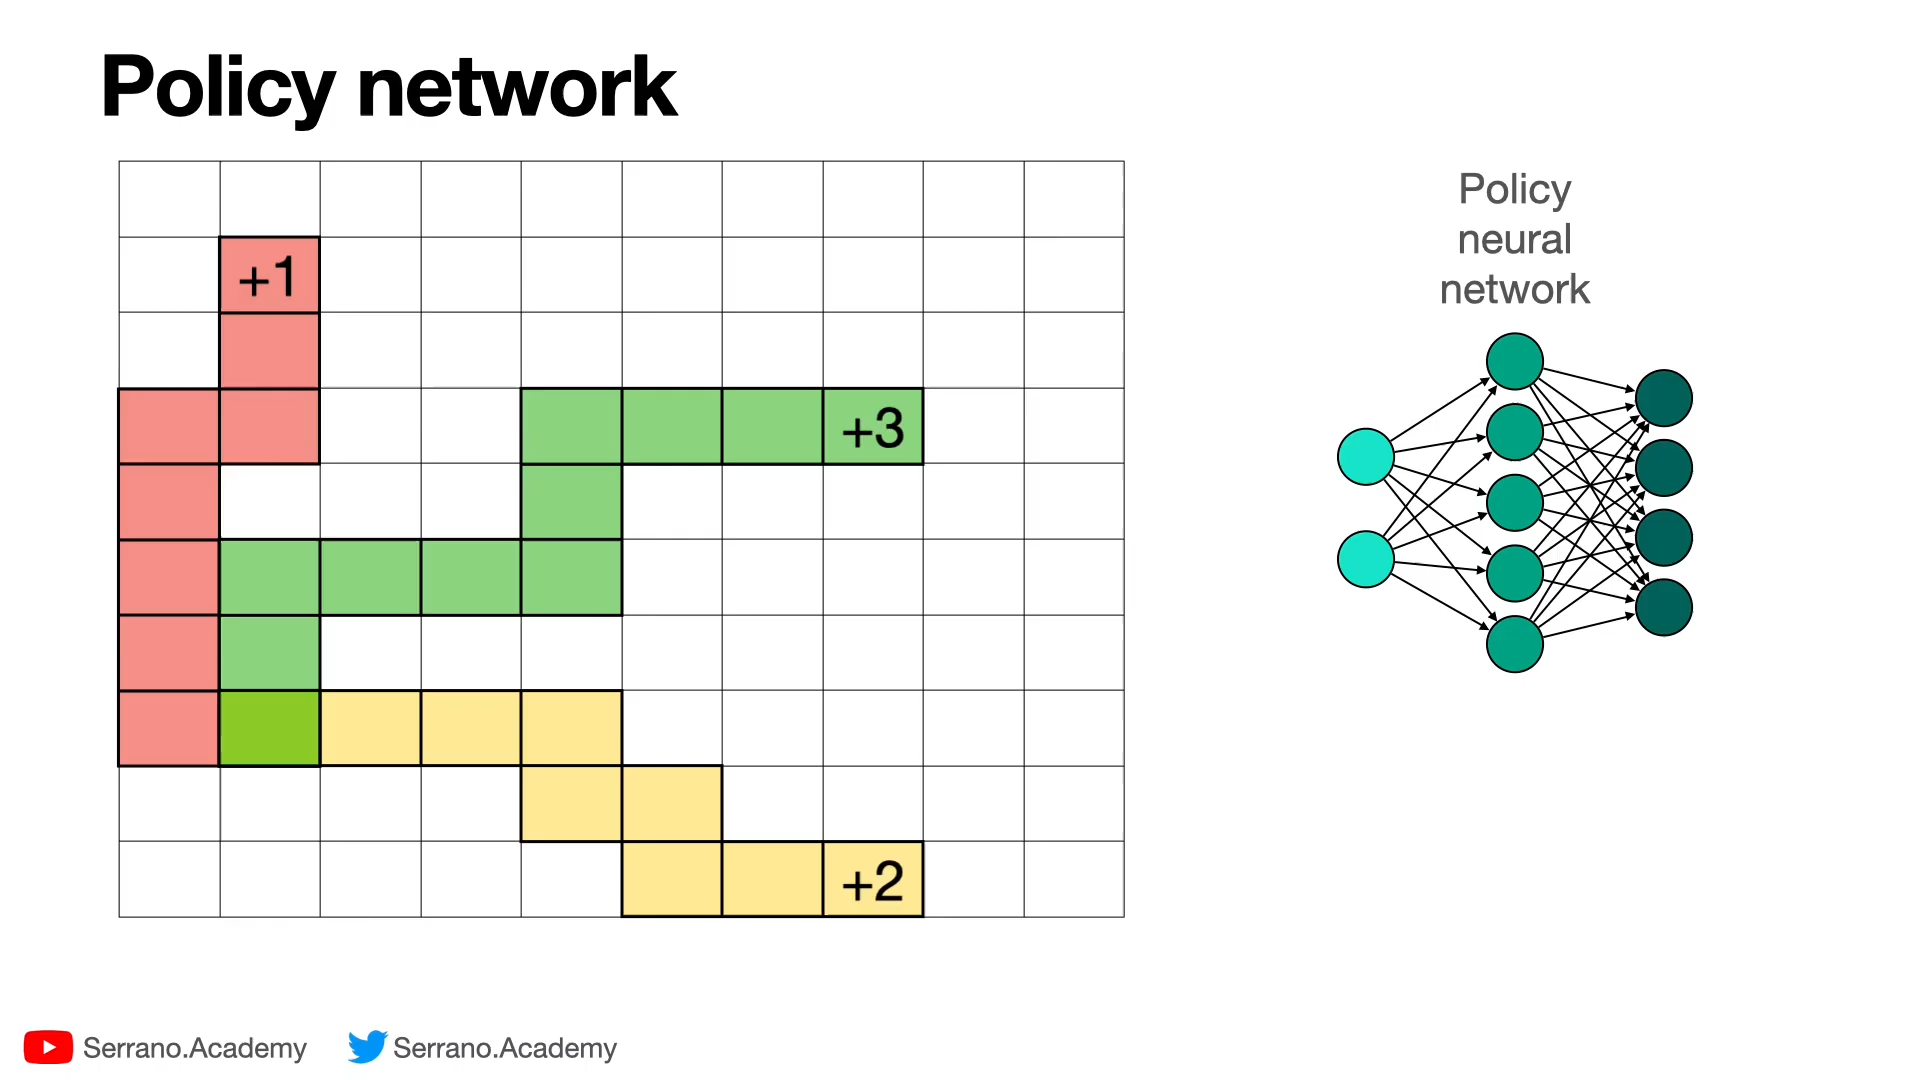 Policy network
+1
+3
+2
Policy
neural
network
Serrano.Academy
Serrano.Academy